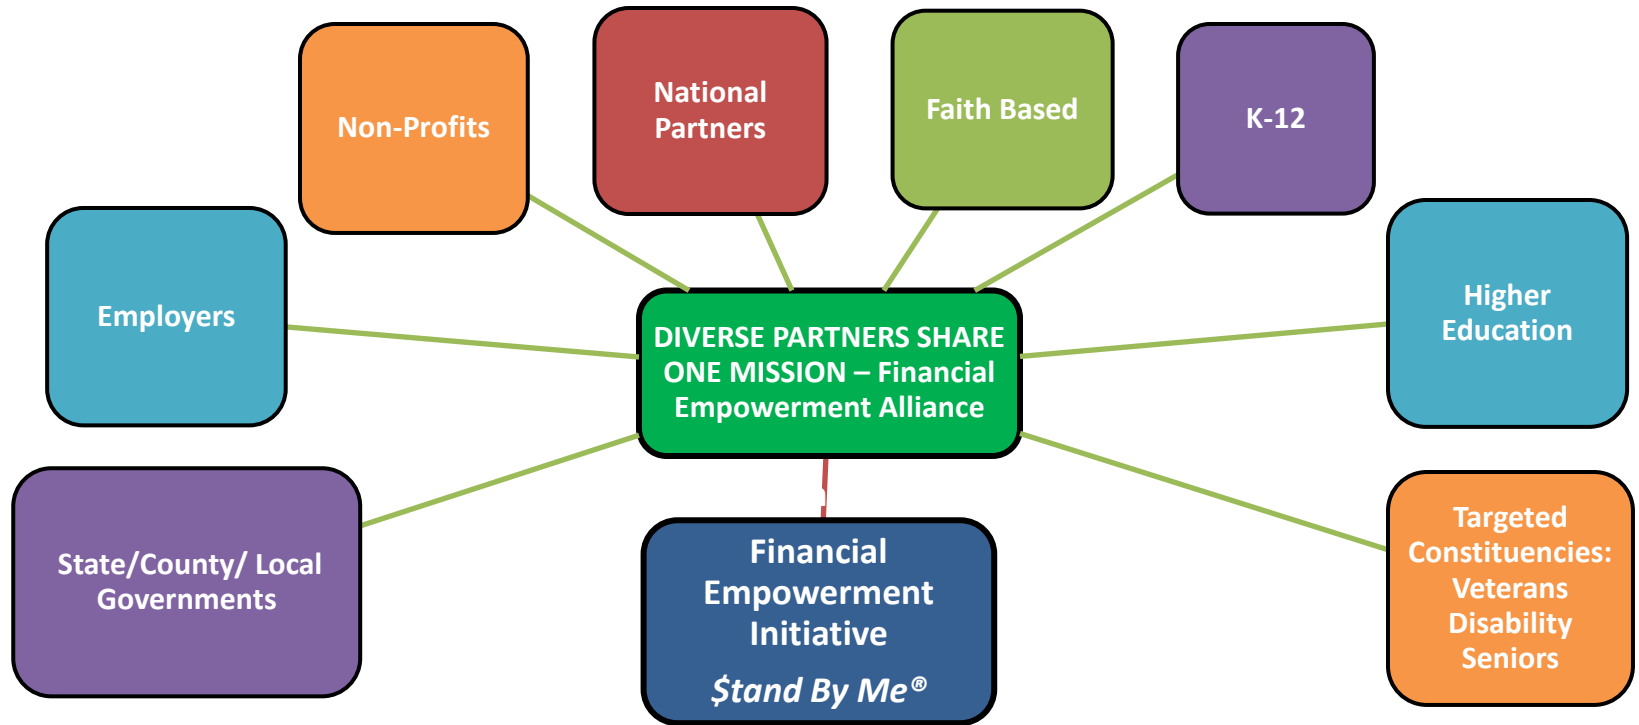 National
Partners
Faith Based
K-12
Non-Profits
Employers
Higher
Education
DIVERSE PARTNERS SHARE
ONE MISSION – Financial
Empowerment Alliance
State/County/ Local
Governments
Financial
Empowerment
Initiative
$tand By Me®
Targeted
Constituencies:
Veterans
Disability
Seniors